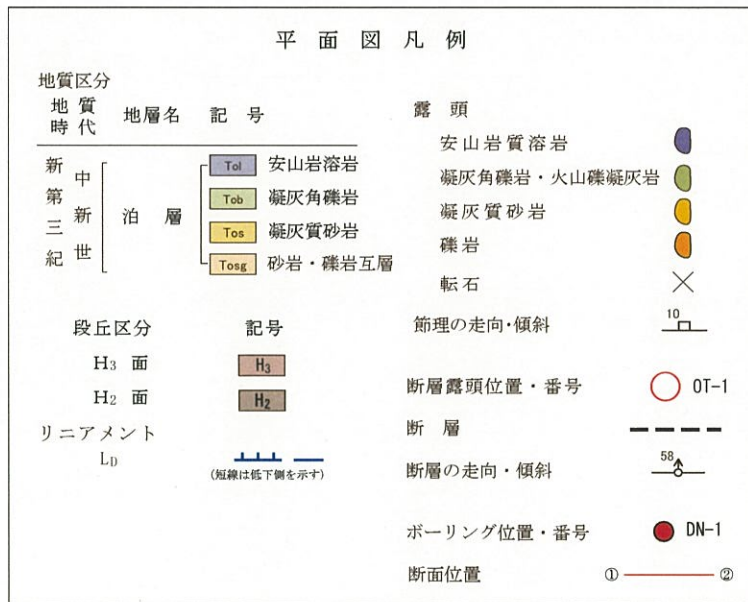 平面図凡例
地質区分
地質時代 地層名 記号
新第三紀 中新世 泊層
Tol 安山岩溶岩
Tob 凝灰角礫岩
Tos 凝灰質砂岩
Tosg 砂岩・礫岩互層
段丘区分 記号
H3 面 H3
H2 面 H2
リニアメント
LD
(短線は低下側を示す)
露頭
安山岩質溶岩
凝灰角礫岩・火山礫凝灰岩
凝灰質砂岩
礫岩
転石
節理の走向・傾斜 10
断層露頭位置・番号 OT-1
断層
断層の走向・傾斜 58
ボーリング位置・番号 DN-1
断面位置 ① ②